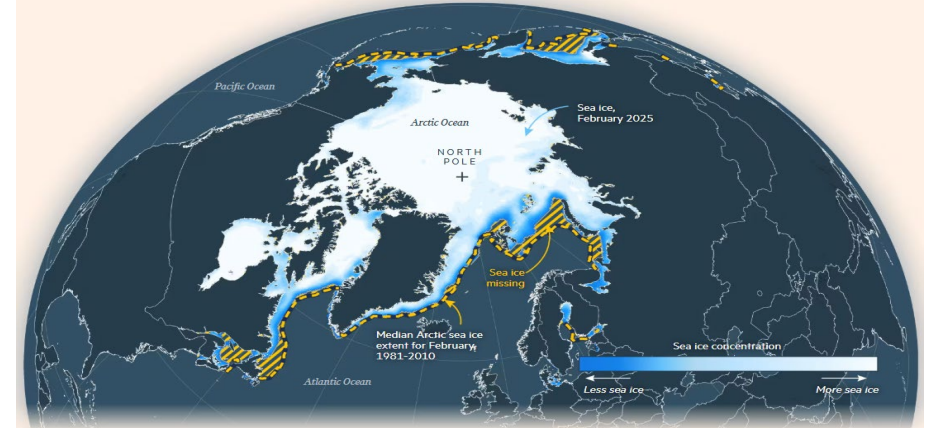 Pacific Ocean
Sea ice,
February 2025
Arctic Ocean
NORTH
POLE
Sea ice
missing
Median Arctic sea ice
extent for February,
1981-2010
Sea ice concentration
Less sea ice
More sea ice
Atlantic Ocean